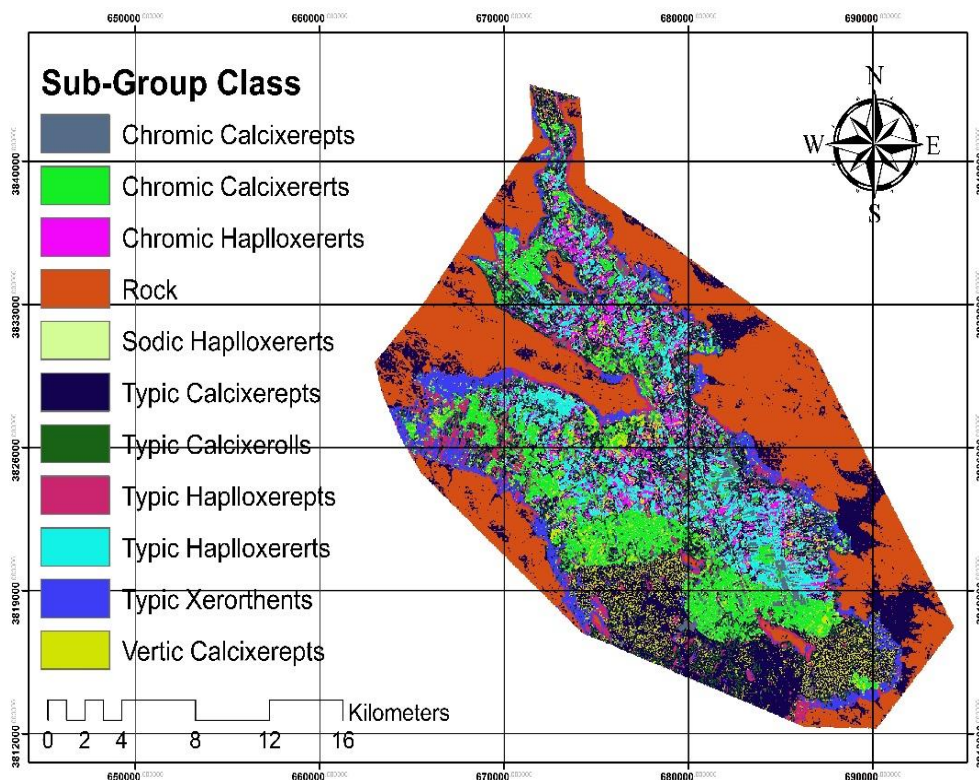 650000 660000 670000 680000 690000
N
W E
S
Sub-Group Class
Chromic Calcixerepts
Chromic Calcixererts
Chromic Haplloxererts
Rock
Sodic Haplloxererts
Typic Calcixerepts
Typic Calcixerolls
Typic Haplloxerepts
Typic Haplloxererts
Typic Xerorthents
Vertic Calcixerepts
Kilometers
0 2 4 8 12 16
3840000
3833000
3826000
3819000
3812000
650000 660000 670000 680000 690000